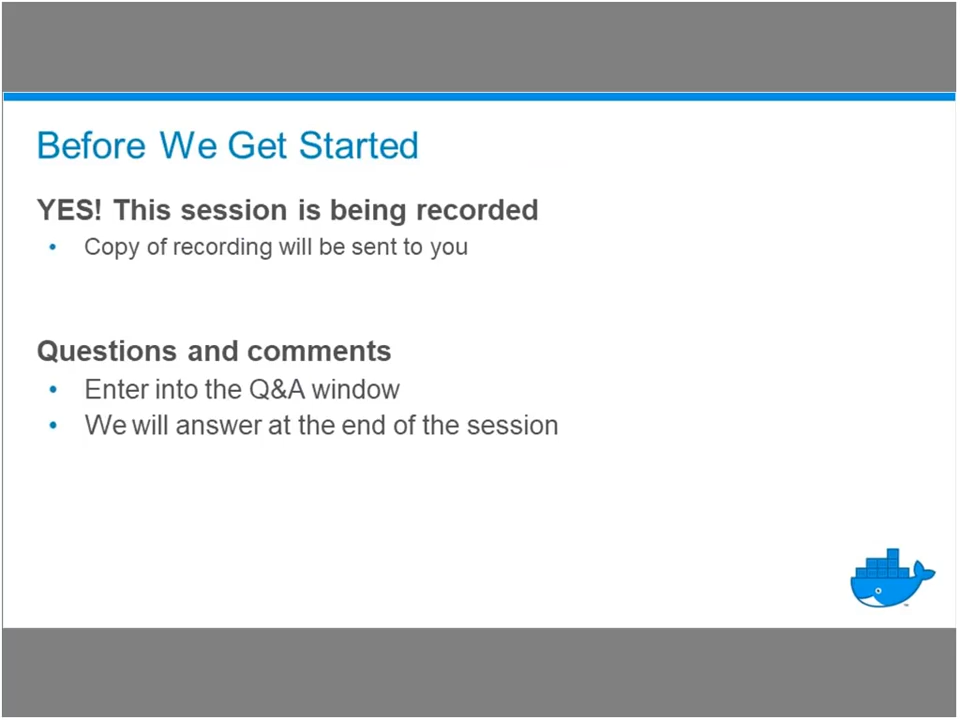 Before We Get Started
YES! This session is being recorded
• Copy of recording will be sent to you
Questions and comments
• Enter into the Q&A window
• We will answer at the end of the session